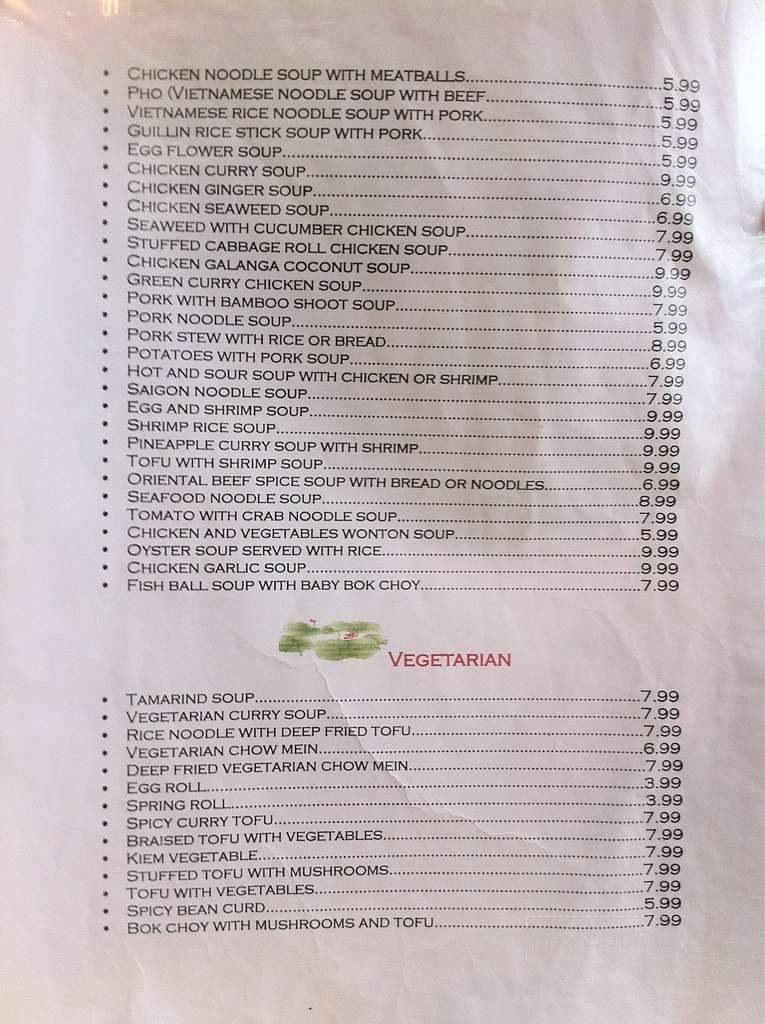 • Chicken noodle soup with meatballs...5.99
• Pho (Vietnamese noodle soup with beef...5.99
• Vietnamese rice noodle soup with pork...5.99
• Guillin rice stick soup with pork...5.99
• Egg flower soup...5.99
• Chicken curry soup...9.99
• Chicken ginger soup...6.99
• Chicken seaweed soup...6.99
• Seaweed with cucumber chicken soup...7.99
• Stuffed cabbage roll chicken soup...7.99
• Chicken galanga coconut soup...9.99
• Green curry chicken soup...9.99
• Pork with bamboo shoot soup...7.99
• Pork noodle soup...5.99
• Pork stew with rice or bread...8.99
• Potatoes with pork soup...6.99
• Hot and sour soup with chicken or shrimp...7.99
• Saigon noodle soup...7.99
• Egg and shrimp soup...9.99
• Shrimp rice soup...9.99
• Pineapple curry soup with shrimp...9.99
• Tofu with shrimp soup...9.99
• Oriental beef spice soup with bread or noodles...6.99
• Seafood noodle soup...8.99
• Tomato with crab noodle soup...7.99
• Chicken and vegetables wonton soup...5.99
• Oyster soup served with rice...9.99
• Chicken garlic soup...9.99
• Fish ball soup with baby bok choy...7.99
Vegetarian
• Tamarind soup...7.99
• Vegetarian curry soup...7.99
• Rice noodle with deep fried tofu...7.99
• Vegetarian chow mein...6.99
• Deep fried vegetarian chow mein...7.99
• Egg roll...3.99
• Spring roll...3.99
• Spicy curry tofu...7.99
• Braised tofu with vegetables...7.99
• Kiem vegetable...7.99
• Stuffed tofu with mushrooms...7.99
• Tofu with vegetables...7.99
• Spicy bean curd...5.99
• Bok choy with mushrooms and tofu...7.99